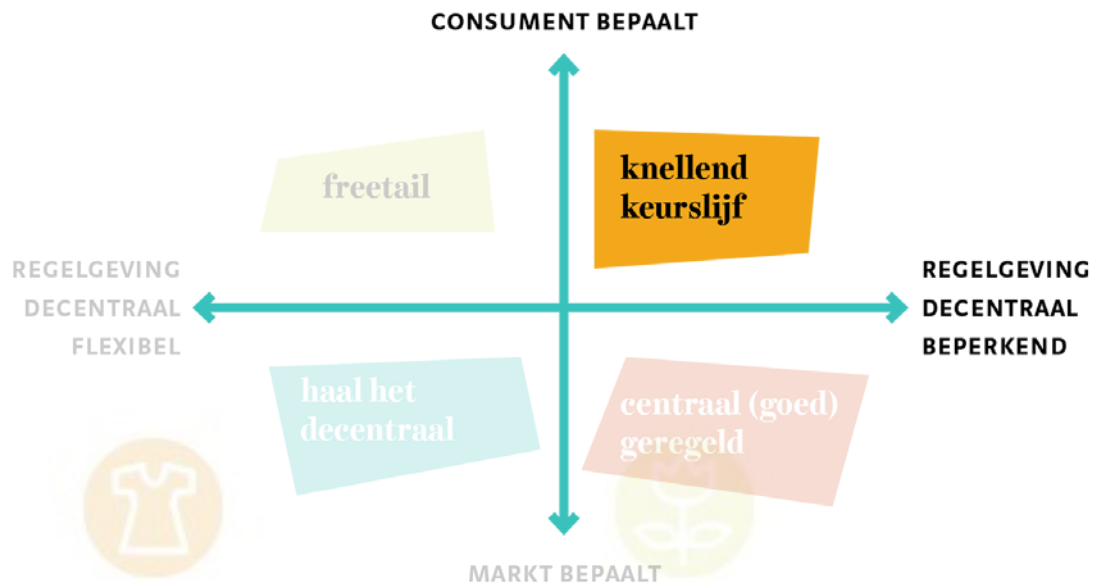 CONSUMENT BEPAALT
freetail
knellend
keurslijf
REGELGEVING
DECENTRAAL
FLEXIBEL
REGELGEVING
DECENTRAAL
BEPERKEND
haal het
decentraal
centraal (goed)
geregeld
MARKT BEPAALT